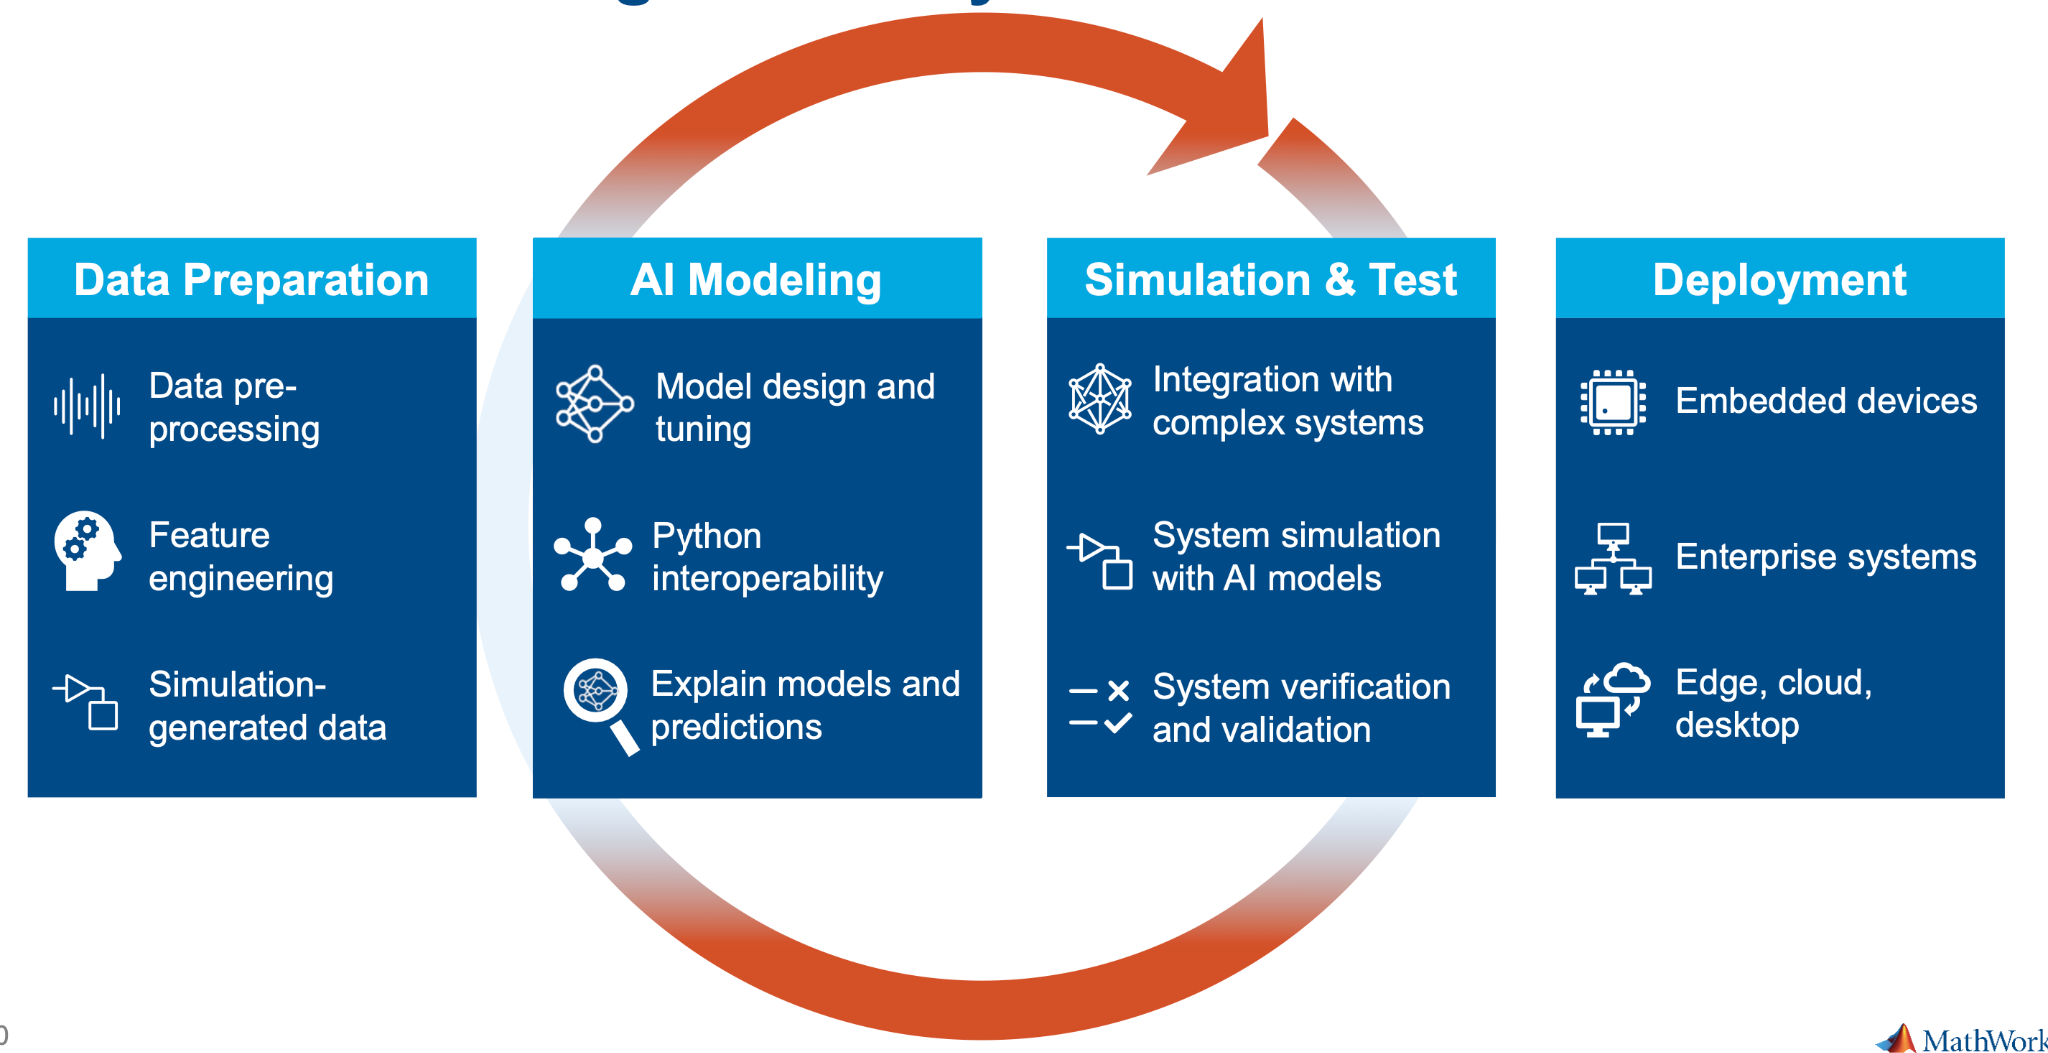 Data Preparation
Data pre-
processing
Feature
engineering
Simulation-
generated data
AI Modeling
Model design and
tuning
Python
interoperability
Explain models and
predictions
Simulation & Test
Integration with
complex systems
System simulation
with AI models
System verification
and validation
Deployment
Embedded devices
Enterprise systems
Edge, cloud,
desktop
0
MathWork